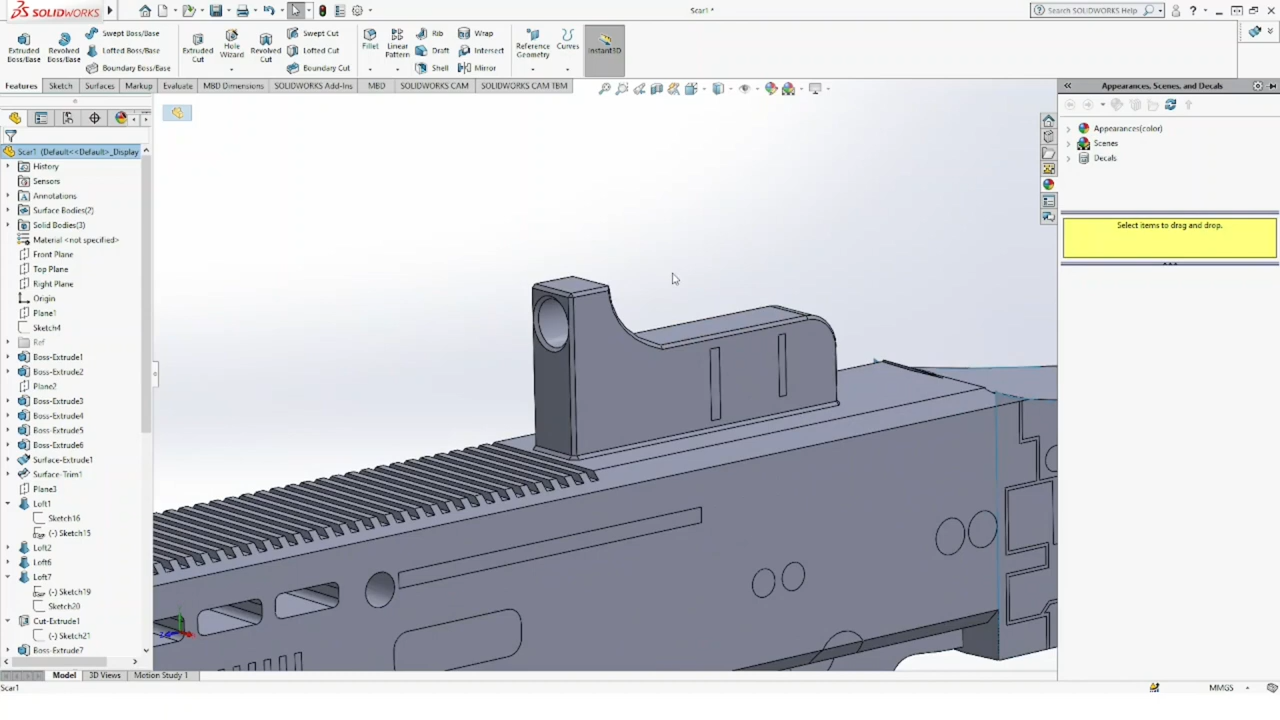 SOLIDWORKS
Scar1 *
Search SOLIDWORKS Help
Extruded Boss/Base
Revolved Boss/Base
Swept Boss/Base
Lofted Boss/Base
Boundary Boss/Base
Extruded Cut
Hole Wizard
Revolved Cut
Swept Cut
Lofted Cut
Boundary Cut
Fillet
Linear Pattern
Rib
Draft
Shell
Wrap
Intersect
Mirror
Reference Geometry
Curves
Instant3D
Features
Sketch
Surfaces
Markup
Evaluate
MBD Dimensions
SOLIDWORKS Add-Ins
MBD
SOLIDWORKS CAM
SOLIDWORKS CAM TBM
Appearances, Scenes, and Decals
Appearances(color)
Scenes
Decals
Select items to drag and drop.
Scar1 (Default<<Default>_Display
History
Sensors
Annotations
Surface Bodies(2)
Solid Bodies(3)
Material <not specified>
Front Plane
Top Plane
Right Plane
Origin
Plane1
Sketch4
Ref
Boss-Extrude1
Boss-Extrude2
Plane2
Boss-Extrude3
Boss-Extrude4
Boss-Extrude5
Boss-Extrude6
Surface-Extrude1
Surface-Trim1
Plane3
Loft1
Sketch16
(-) Sketch15
Loft2
Loft6
Loft7
(-) Sketch19
Sketch20
Cut-Extrude1
(-) Sketch21
Boss-Extrude7
Model
3D Views
Motion Study 1
Scar1
MMGS